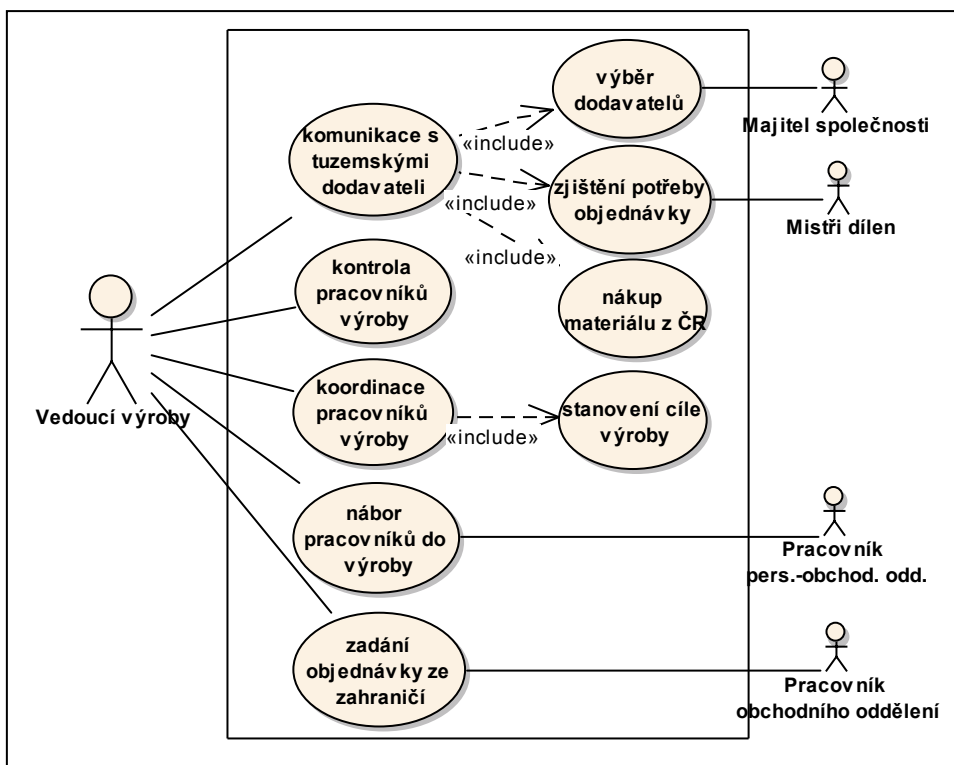 výběr
dodavatelů
Majitel společnosti
komunikace s
tuzemskými
dodavateli
«include»
zjištění potřeby
objednávky
«include»
Mistři dílen
«include»
kontrola
pracovníků
výroby
nákup
materiálu z ČR
Vedoucí výroby
koordinace
pracovníků
výroby
«include»
stanovení cíle
výroby
nábor
pracovníků do
výroby
Pracovník
pers.-obchod. odd.
zadání
objednávky ze
zahraničí
Pracovník
obchodního oddělení